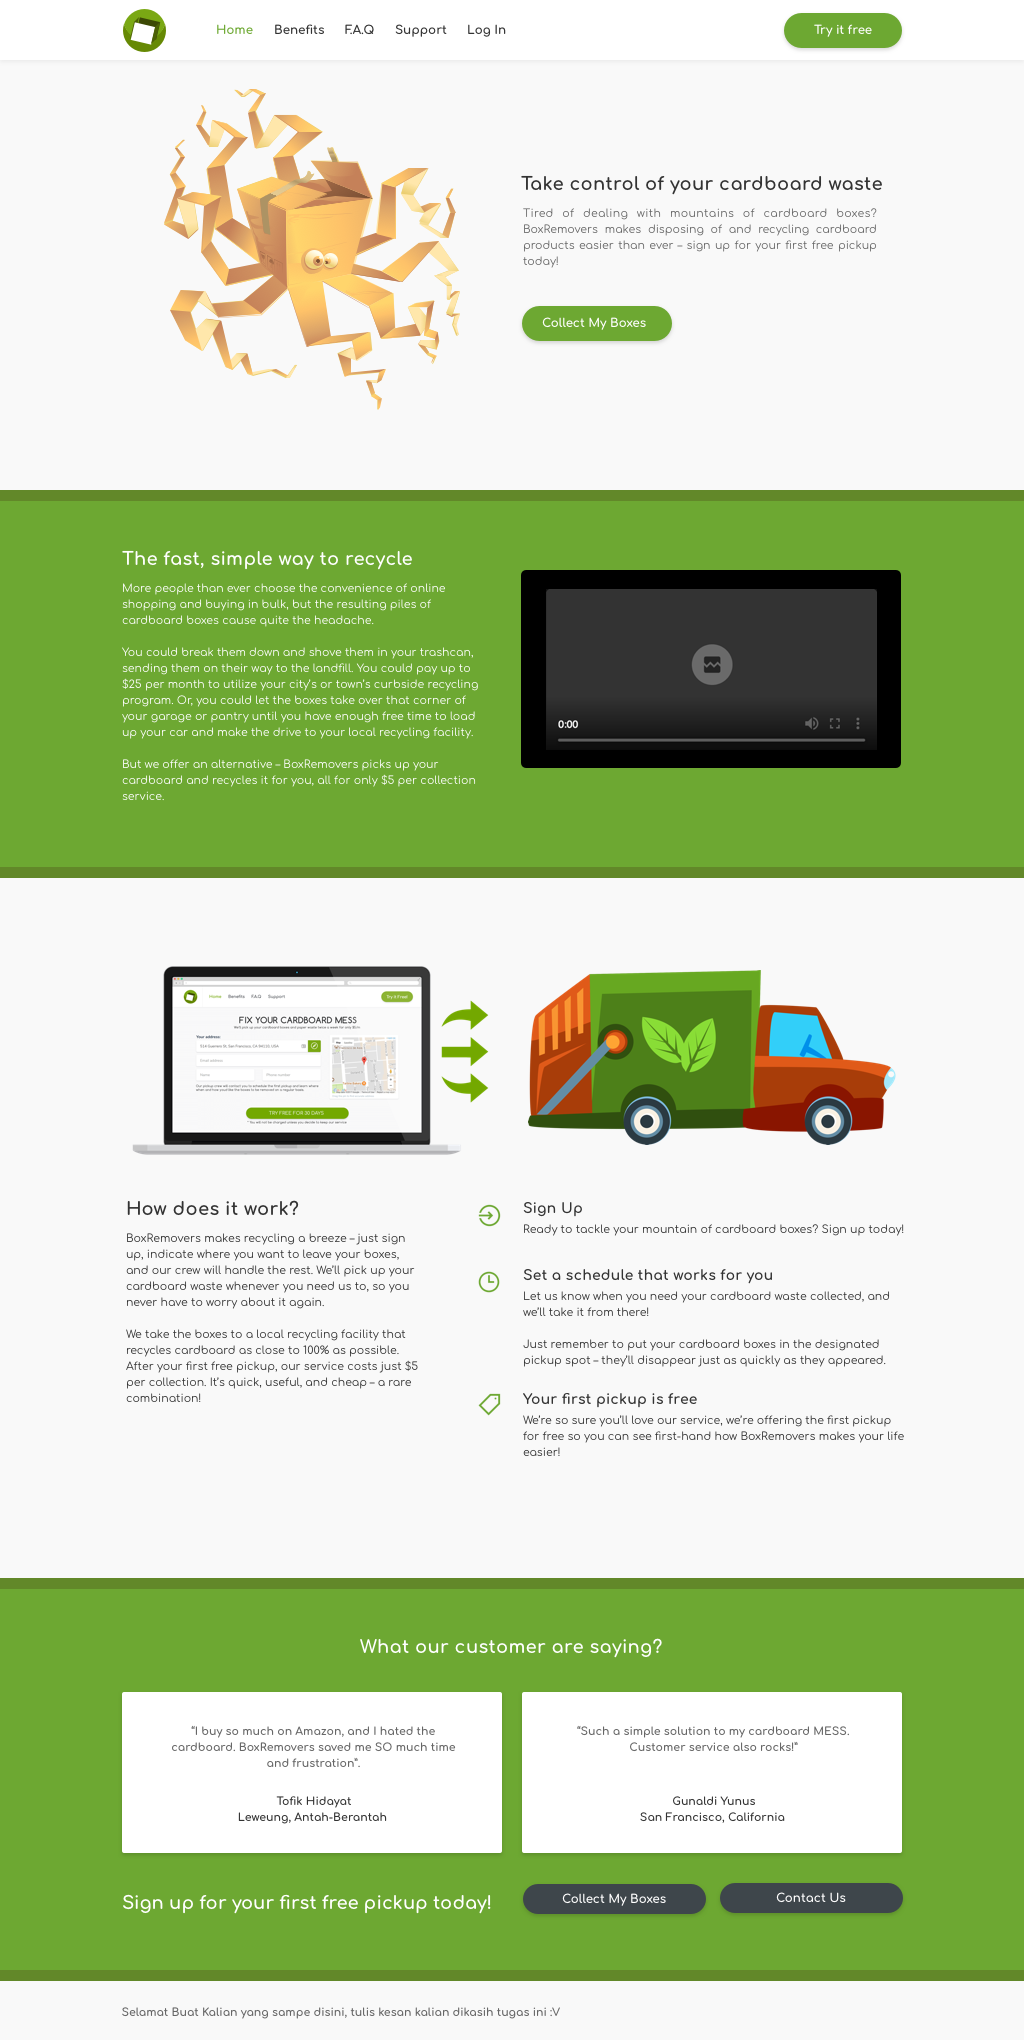 Home Benefits F.A.Q Support Log In
Try it free
Take control of your cardboard waste
Tired of dealing with mountains of cardboard boxes?
BoxRemovers makes disposing of and recycling cardboard
products easier than ever – sign up for your first free pickup
today!
Collect My Boxes
The fast, simple way to recycle
More people than ever choose the convenience of online
shopping and buying in bulk, but the resulting piles of
cardboard boxes cause quite the headache.
You could break them down and shove them in your trashcan,
sending them on their way to the landfill. You could pay up to
$25 per month to utilize your city's or town's curbside recycling
program. Or, you could let the boxes take over that corner of
your garage or pantry until you have enough free time to load
up your car and make the drive to your local recycling facility.
But we offer an alternative – BoxRemovers picks up your
cardboard and recycles it for you, all for only $5 per collection
service.
0:00
Home Benefits F.A.Q Support
Try it Free!
FIX YOUR CARDBOARD MESS
Your address:
Email address
Name
Phone number
TRY FREE FOR 30 DAYS
How does it work?
BoxRemovers makes recycling a breeze – just sign
up, indicate where you want to leave your boxes,
and our crew will handle the rest. We'll pick up your
cardboard waste whenever you need us to, so you
never have to worry about it again.
We take the boxes to a local recycling facility that
recycles cardboard as close to 100% as possible.
After your first free pickup, our service costs just $5
per collection. It's quick, useful, and cheap – a rare
combination!
Sign Up
Ready to tackle your mountain of cardboard boxes? Sign up today!
Set a schedule that works for you
Let us know when you need your cardboard waste collected, and
we'll take it from there!
Just remember to put your cardboard boxes in the designated
pickup spot – they'll disappear just as quickly as they appeared.
Your first pickup is free
We're so sure you'll love our service, we're offering the first pickup
for free so you can see first-hand how BoxRemovers makes your life
easier!
What our customer are saying?
"I buy so much on Amazon, and I hated the
cardboard. BoxRemovers saved me SO much time
and frustration".
Tofik Hidayat
Leweung, Antah-Berantah
"Such a simple solution to my cardboard MESS.
Customer service also rocks!"
Gunaldi Yunus
San Francisco, California
Sign up for your first free pickup today!
Collect My Boxes
Contact Us
Selamat Buat Kalian yang sampe disini, tulis kesan kalian dikasih tugas ini :V